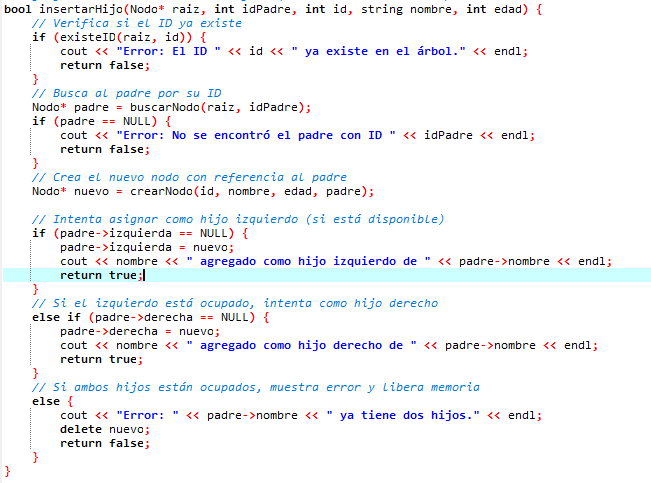 bool insertarHijo(Nodo* raiz, int idPadre, int id, string nombre, int edad) {
// Verifica si el ID ya existe
if (existeID(raiz, id)) {
cout << "Error: El ID " << id << " ya existe en el árbol." << endl;
return false;
}
// Busca al padre por su ID
Nodo* padre = buscarNodo(raiz, idPadre);
if (padre == NULL) {
cout << "Error: No se encontró el padre con ID " << idPadre << endl;
return false;
}
// Crea el nuevo nodo con referencia al padre
Nodo* nuevo = crearNodo(id, nombre, edad, padre);
// Intenta asignar como hijo izquierdo (si está disponible)
if (padre->izquierda == NULL) {
padre->izquierda = nuevo;
cout << nombre << " agregado como hijo izquierdo de " << padre->nombre << endl;
return true;
}
// Si el izquierdo está ocupado, intenta como hijo derecho
else if (padre->derecha == NULL) {
padre->derecha = nuevo;
cout << nombre << " agregado como hijo derecho de " << padre->nombre << endl;
return true;
}
// Si ambos hijos están ocupados, muestra error y libera memoria
else {
cout << "Error: " << padre->nombre << " ya tiene dos hijos." << endl;
delete nuevo;
return false;
}
}